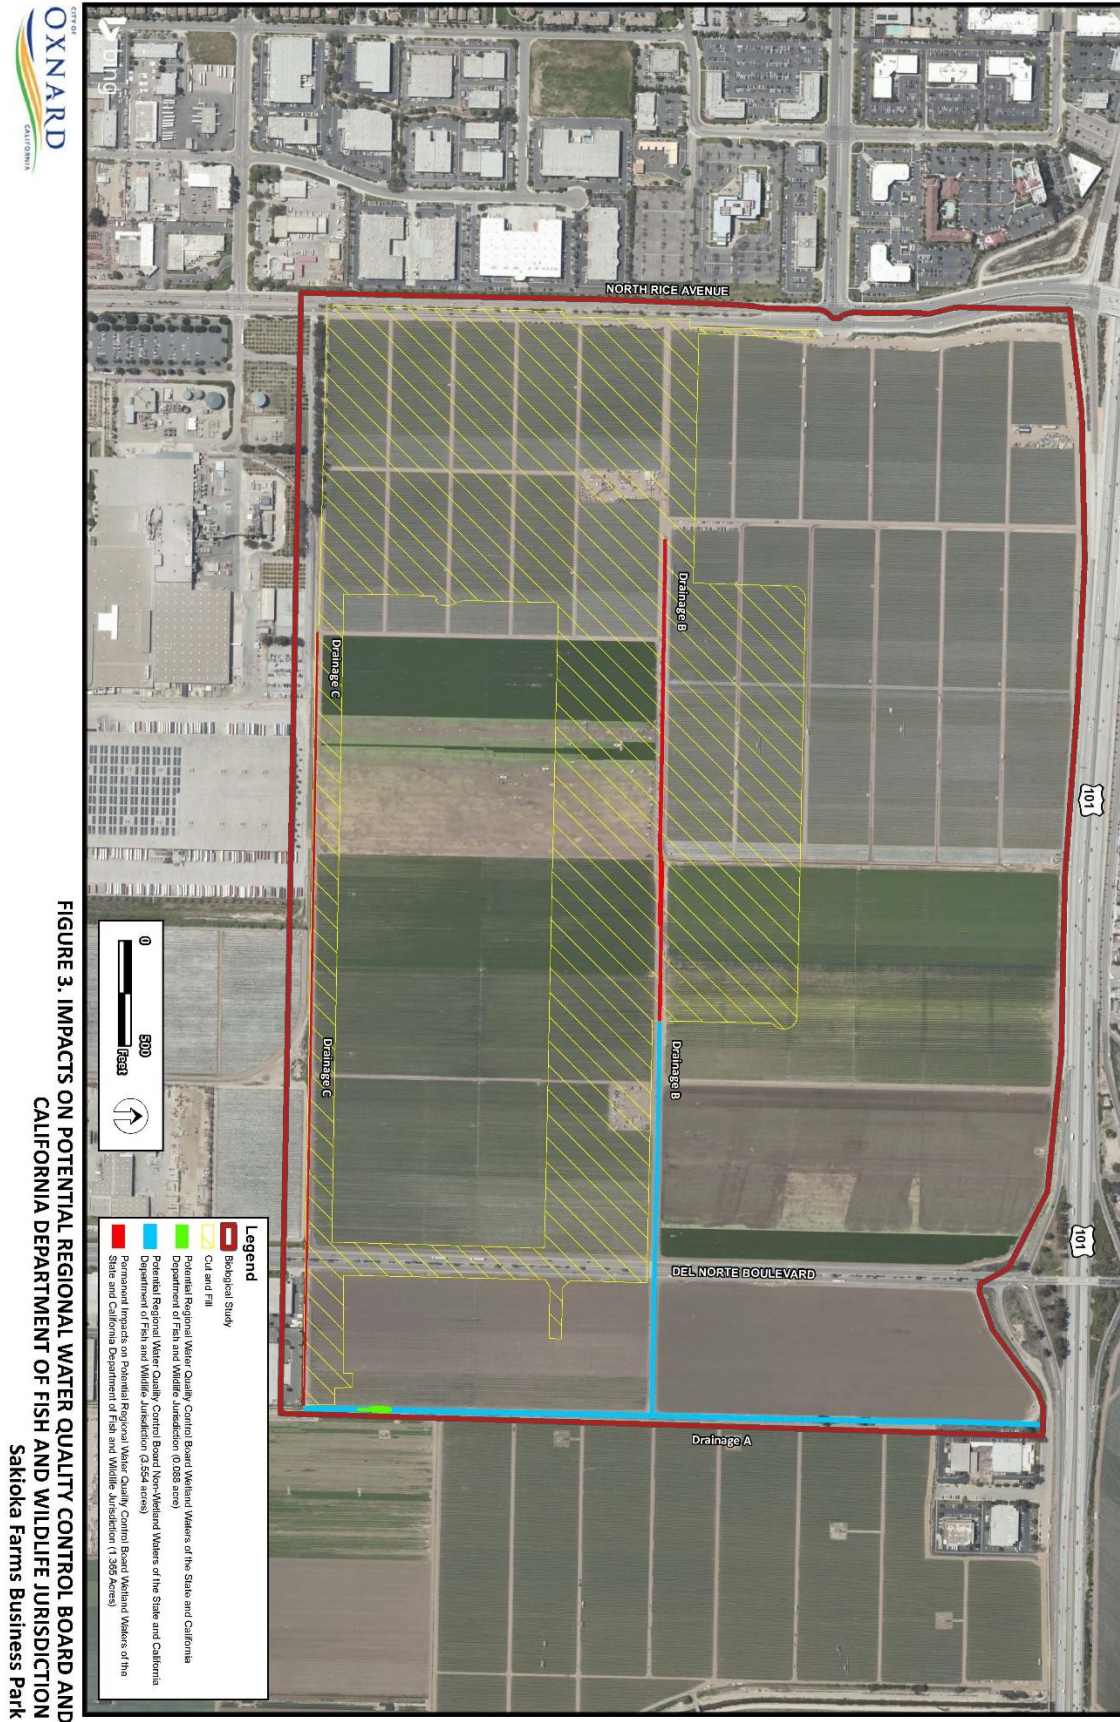 CITY OF
OXNARD
CALIFORNIA
bing
NORTH RICE AVENUE
Drainage B
Drainage C
101
Drainage B
Drainage C
101
DEL NORTE BOULEVARD
Drainage A
0
500
Feet
Legend
Biological Study
Cut and Fill
Potential Regional Water Quality Control Board Wetland Waters of the State and California
Department of Fish and Wildlife Jurisdiction (0.088 acre)
Potential Regional Water Quality Control Board Non-Wetland Waters of the State and California
Department of Fish and Wildlife Jurisdiction (3.554 acres)
Permanent Impacts on Potential Regional Water Quality Control Board Wetland Waters of the
State and California Department of Fish and Wildlife Jurisdiction (1.365 Acres)
FIGURE 3. IMPACTS ON POTENTIAL REGIONAL WATER QUALITY CONTROL BOARD AND
CALIFORNIA DEPARTMENT OF FISH AND WILDLIFE JURISDICTION
Sakioka Farms Business Park